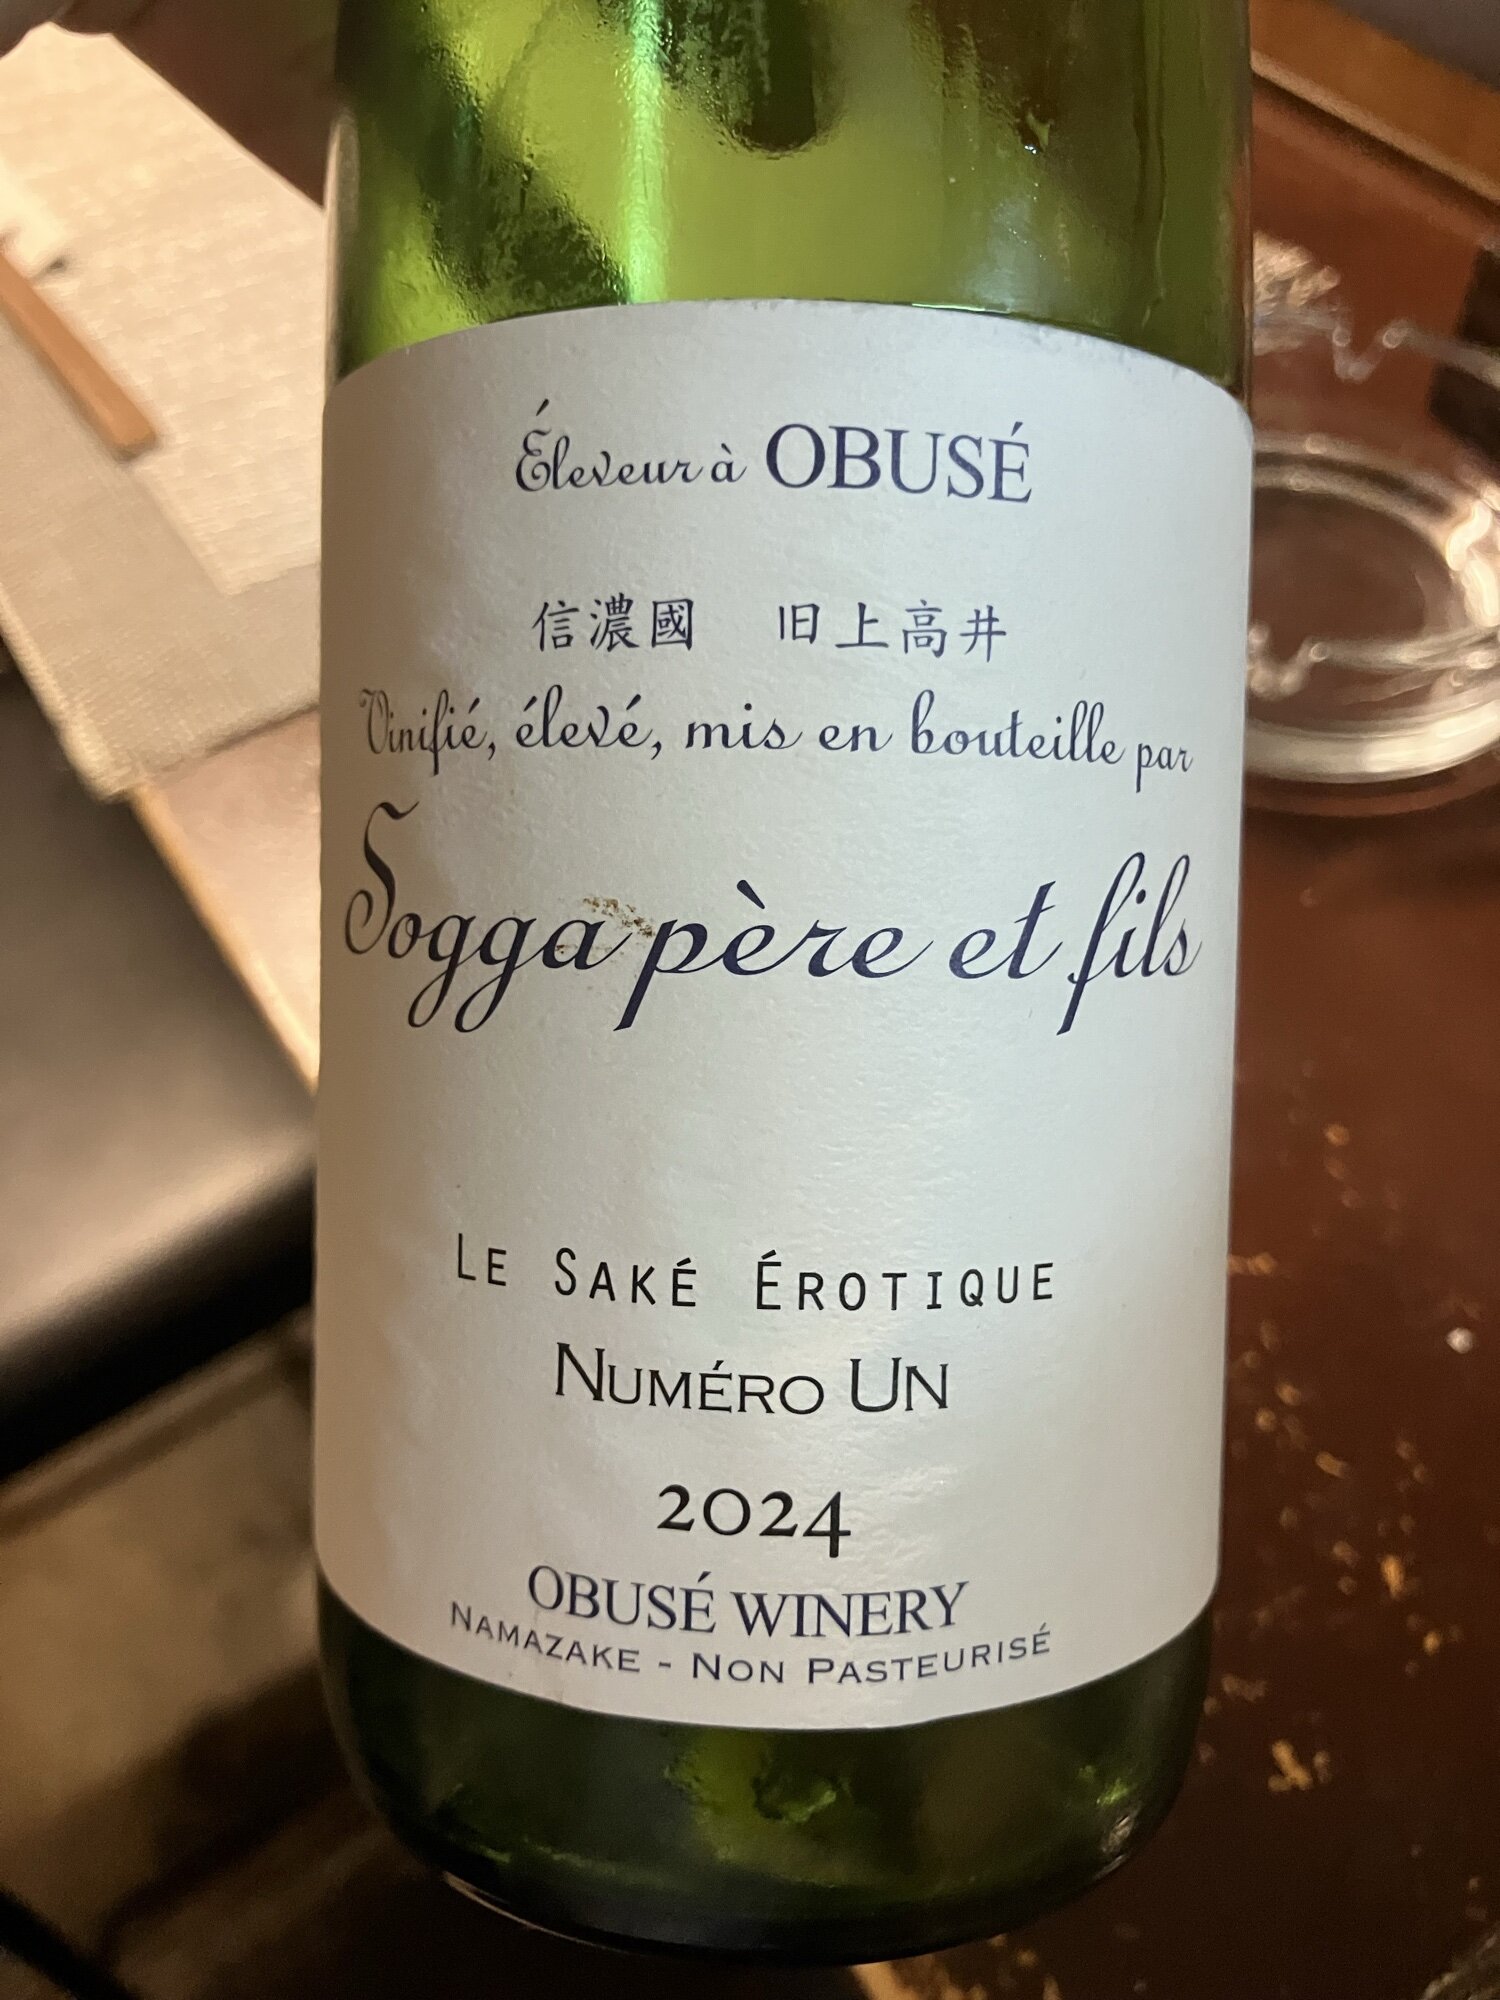 Éleveur à OBUSÉ
信濃國 旧上高井
Vinifié, élevé, mis en bouteille par
Sogga père et fils
LE SAKÉ ÉROTIQUE
NUMÉRO UN
2024
OBUSÉ WINERY
NAMAZAKE - NON PASTEURISÉ